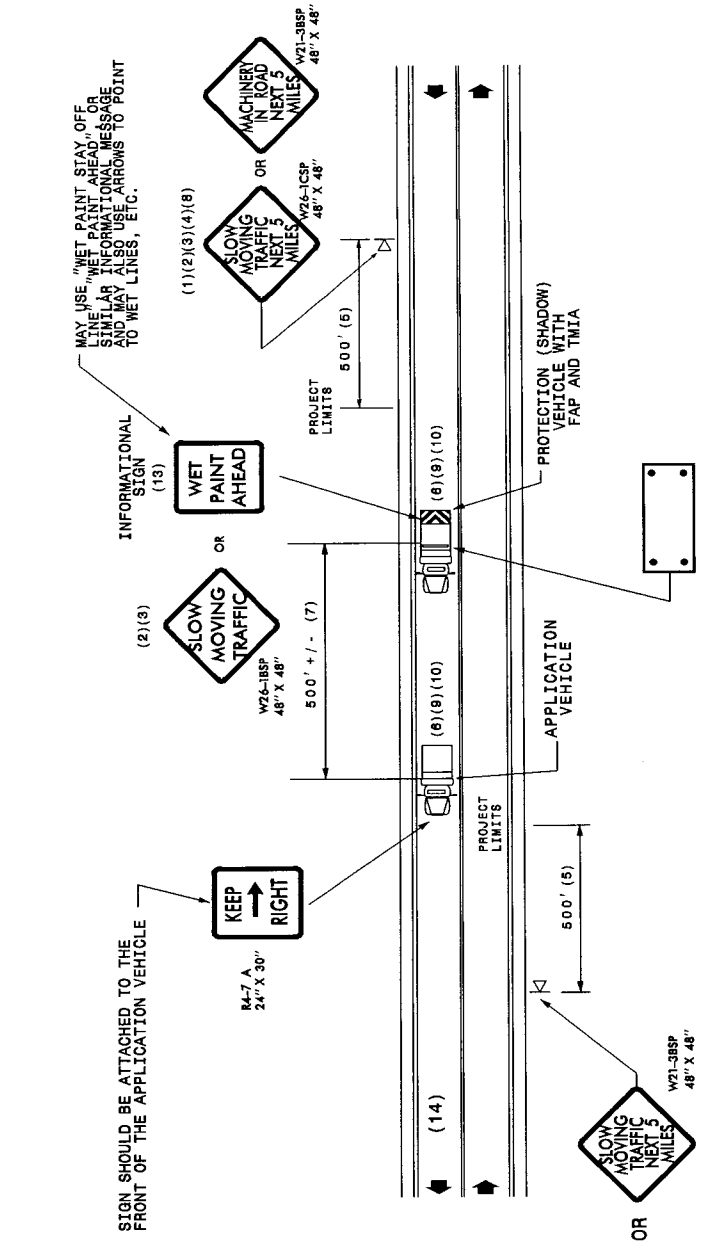 SIGN SHOULD BE ATTACHED TO THE
FRONT OF THE APPLICATION VEHICLE
KEEP
RIGHT
R4-7 A
24" X 30"
(2)(3)
SLOW
MOVING
TRAFFIC
W26-1BSP
48" X 48"
OR
INFORMATIONAL
SIGN
(13)
WET
PAINT
AHEAD
MAY USE "WET PAINT STAY OFF
LINE" "WET PAINT AHEAD", OR
SIMILAR INFORMATIONAL MESSAGE
AND MAY ALSO USE ARROWS TO POINT
TO WET LINES, ETC.
(1)(2)(3)(4)(8)
SLOW
MOVING
TRAFFIC
NEXT 5
MILES
W26-1CSP
48" X 48"
OR
MACHINERY
IN ROAD
NEXT 5
MILES
W21-3BSP
48" X 48"
500' +/- (7)
PROJECT
LIMITS
500' (5)
(14)
(6)(9)(10)
(6)(9)(10)
PROJECT
LIMITS
500' (5)
APPLICATION
VEHICLE
PROTECTION (SHADOW)
VEHICLE WITH
FAP AND TMIA
OR
SLOW
MOVING
TRAFFIC
NEXT 5
MILES
W21-3BSP
48" X 48"